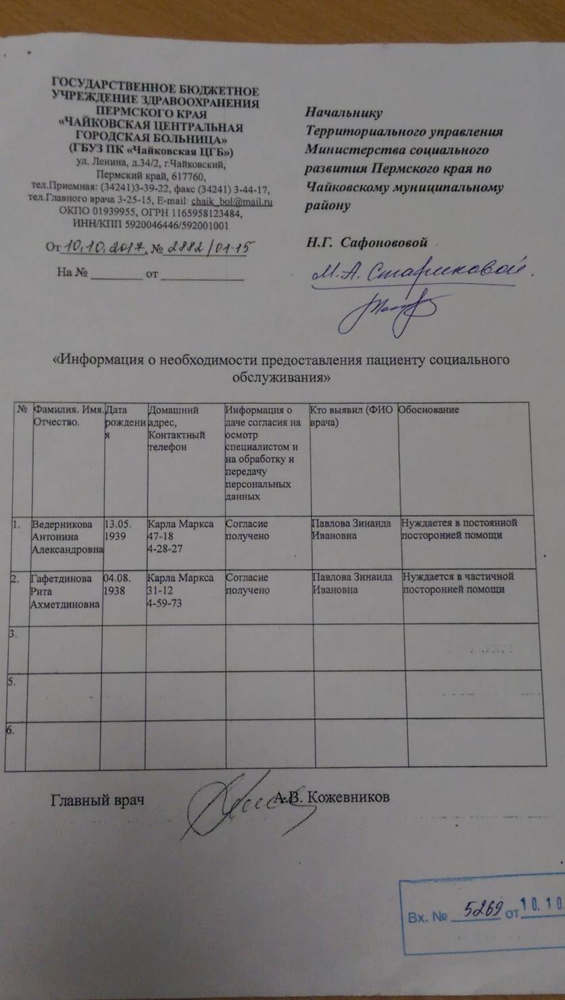 ГОСУДАРСТВЕННОЕ БЮДЖЕТНОЕ
УЧРЕЖДЕНИЕ ЗДРАВООХРАНЕНИЯ
ПЕРМСКОГО КРАЯ
«ЧАЙКОВСКАЯ ЦЕНТРАЛЬНАЯ
ГОРОДСКАЯ БОЛЬНИЦА»
(ГБУЗ ПК «Чайковская ЦГБ»)
ул. Ленина, д.34/2, г.Чайковский,
Пермский край, 617760,
тел.Приемная: (34241)3-39-22, факс (34241) 3-44-17,
тел.Главного врача 3-25-15, E-mail: chaik_bol@mail.ru
ОКПО 01939955, ОГРН 1165958123484,
ИНН/КПП 5920046446/592001001
От 10.10.2017. № 2882/01-15
На № ________ от ____________
Начальнику
Территориального управления
Министерства социального
развития Пермского края по
Чайковскому муниципальному
району
Н.Г. Сафонововой
М.А. Стариковой.
«Информация о необходимости предоставления пациенту социального
обслуживания»
№
Фамилия. Имя.
Отчество.
Дата
рождени
я
Домашний
адрес,
Контактный
телефон
Информация о
даче согласия на
осмотр
специалистом и
на обработку и
передачу
персональных
данных
Кто выявил (ФИО
врача)
Обоснование
1.
Ведерникова
Антонина
Александровна
13.05.
1939
Карла Маркса
47-18
4-28-27
Согласие
получено
Павлова Зинаида
Ивановна
Нуждается в постоянной
посторонней помощи
2.
Гафетдинова
Рита
Ахметдиновна
04.08.
1938
Карла Маркса
31-12
4-59-73
Согласие
получено
Павлова Зинаида
Ивановна
Нуждается в частичной
посторонней помощи
3.
5.
6.
Главный врач А.В. Кожевников
Вх. № 5269 от 10.10